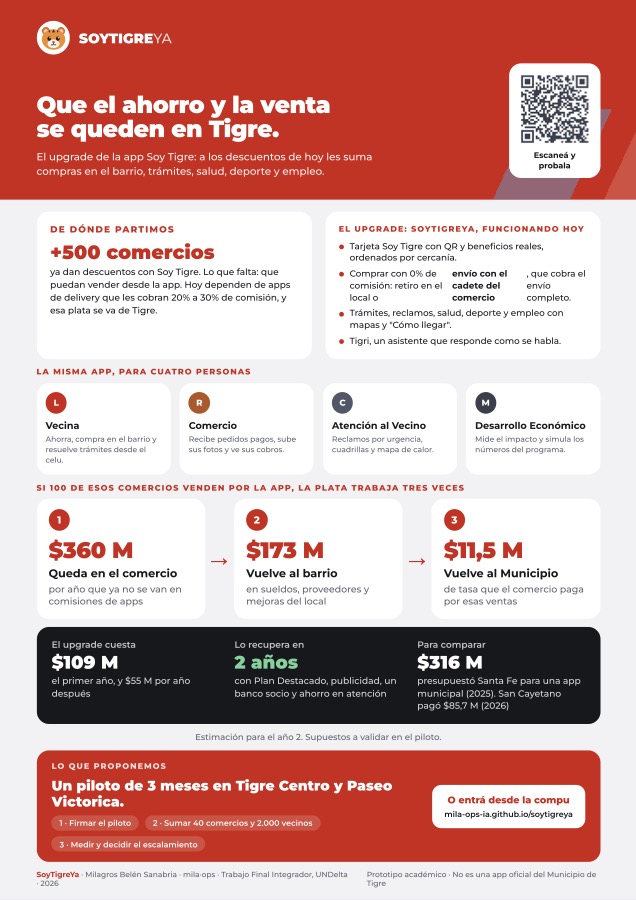 SOYTIGREYA
Que el ahorro y la venta
se queden en Tigre.
El upgrade de la app Soy Tigre: a los descuentos de hoy les suma
compras en el barrio, trámites, salud, deporte y empleo.
Escaneá y
probala
DE DÓNDE PARTIMOS
+500 comercios
ya dan descuentos con Soy Tigre. Lo que falta: que
puedan vender desde la app. Hoy dependen de apps
de delivery que les cobran 20% a 30% de comisión, y
esa plata se va de Tigre.
EL UPGRADE: SOYTIGREYA, FUNCIONANDO HOY
Tarjeta Soy Tigre con QR y beneficios reales,
ordenados por cercanía.
Comprar con 0% de
comisión: retiro en el
local o
envío con el
cadete del
comercio
, que cobra el
envío
completo.
Trámites, reclamos, salud, deporte y empleo con
mapas y "Cómo llegar".
Tigri, un asistente que responde como se habla.
LA MISMA APP, PARA CUATRO PERSONAS
L
Vecina
Ahorra, compra en el barrio y
resuelve trámites desde el
celu.
R
Comercio
Recibe pedidos pagos, sube
sus fotos y ve sus cobros.
C
Atención al Vecino
Reclamos por urgencia,
cuadrillas y mapa de calor.
M
Desarrollo Económico
Mide el impacto y simula los
números del programa.
SI 100 DE ESOS COMERCIOS VENDEN POR LA APP, LA PLATA TRABAJA TRES VECES
1
$360 M
Queda en el comercio
por año que ya no se van en
comisiones de apps
→
2
$173 M
Vuelve al barrio
en sueldos, proveedores y
mejoras del local
→
3
$11,5 M
Vuelve al Municipio
de tasa que el comercio paga
por esas ventas
El upgrade cuesta
$109 M
el primer año, y $55 M por año
después
Lo recupera en
2 años
con Plan Destacado, publicidad, un
banco socio y ahorro en atención
Para comparar
$316 M
presupuestó Santa Fe para una app
municipal (2025). San Cayetano
pagó $85,7 M (2026)
Estimación para el año 2. Supuestos a validar en el piloto.
LO QUE PROPONEMOS
Un piloto de 3 meses en Tigre Centro y Paseo
Victorica.
1 · Firmar el piloto
2 · Sumar 40 comercios y 2.000 vecinos
3 · Medir y decidir el escalamiento
O entrá desde la compu
mila-ops-ia.github.io/soytigreya
SoyTigreYa · Milagros Belén Sanabria · mila-ops · Trabajo Final Integrador, UNDelta
· 2026
Prototipo académico · No es una app oficial del Municipio de
Tigre